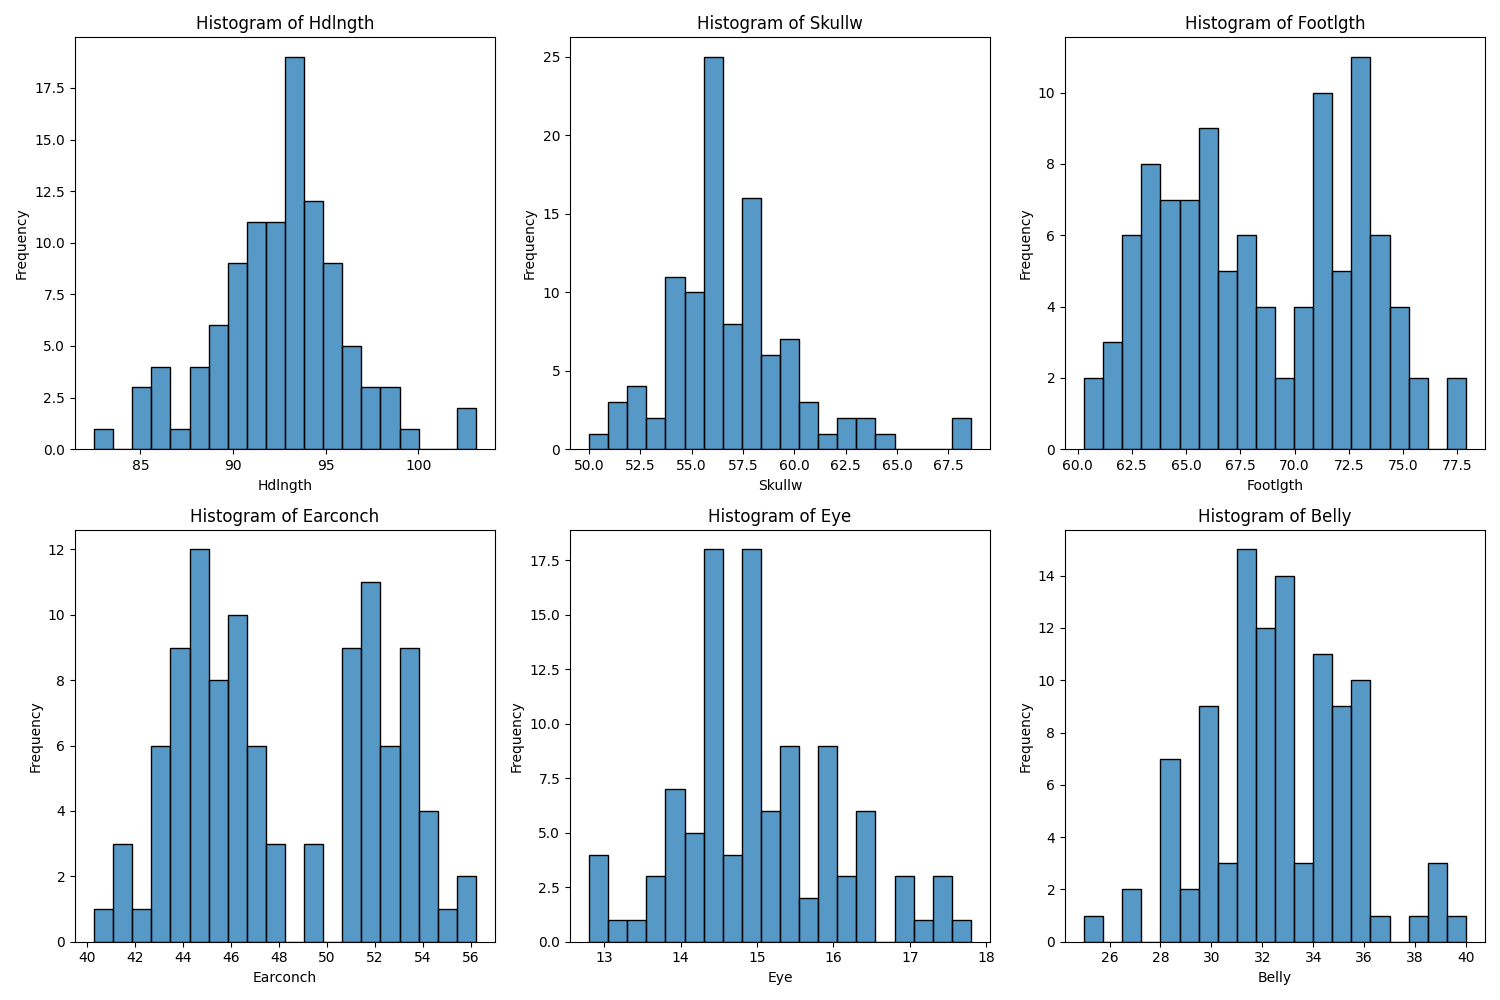 Histogram of Hdlngth
Histogram of Skullw
Histogram of Footlgth
Frequency
17.5
15.0
12.5
10.0
7.5
5.0
2.5
0.0
85 90 95 100
Hdlngth
Frequency
25
20
15
10
5
0
50.0 52.5 55.0 57.5 60.0 62.5 65.0 67.5
Skullw
Frequency
10
8
6
4
2
0
60.0 62.5 65.0 67.5 70.0 72.5 75.0 77.5
Footlgth
Histogram of Earconch
Histogram of Eye
Histogram of Belly
Frequency
12
10
8
6
4
2
0
40 42 44 46 48 50 52 54 56
Earconch
Frequency
17.5
15.0
12.5
10.0
7.5
5.0
2.5
0.0
13 14 15 16 17 18
Eye
Frequency
14
12
10
8
6
4
2
0
26 28 30 32 34 36 38 40
Belly